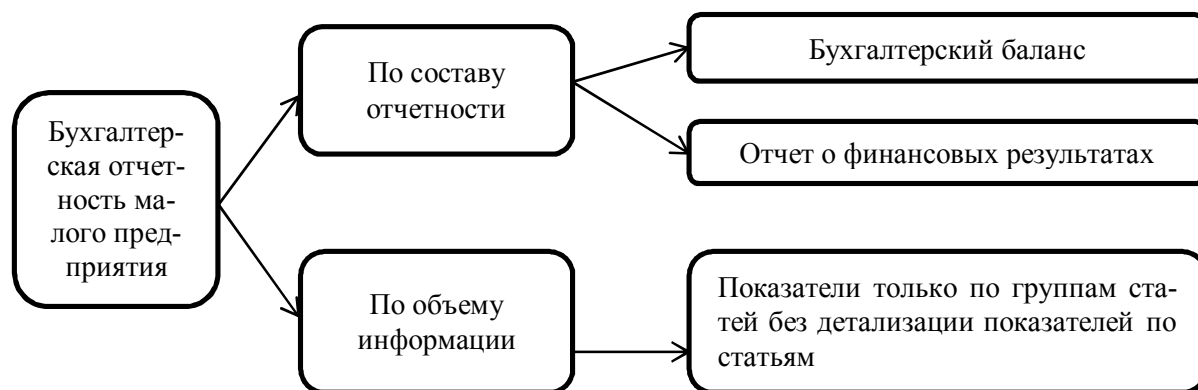 Бухгалтер-
ская отчет-
ность ма-
лого пред-
приятия
По составу
отчетности
Бухгалтерский баланс
Отчет о финансовых результатах
По объему
информации
Показатели только по группам ста-
тей без детализации показателей по
статьям